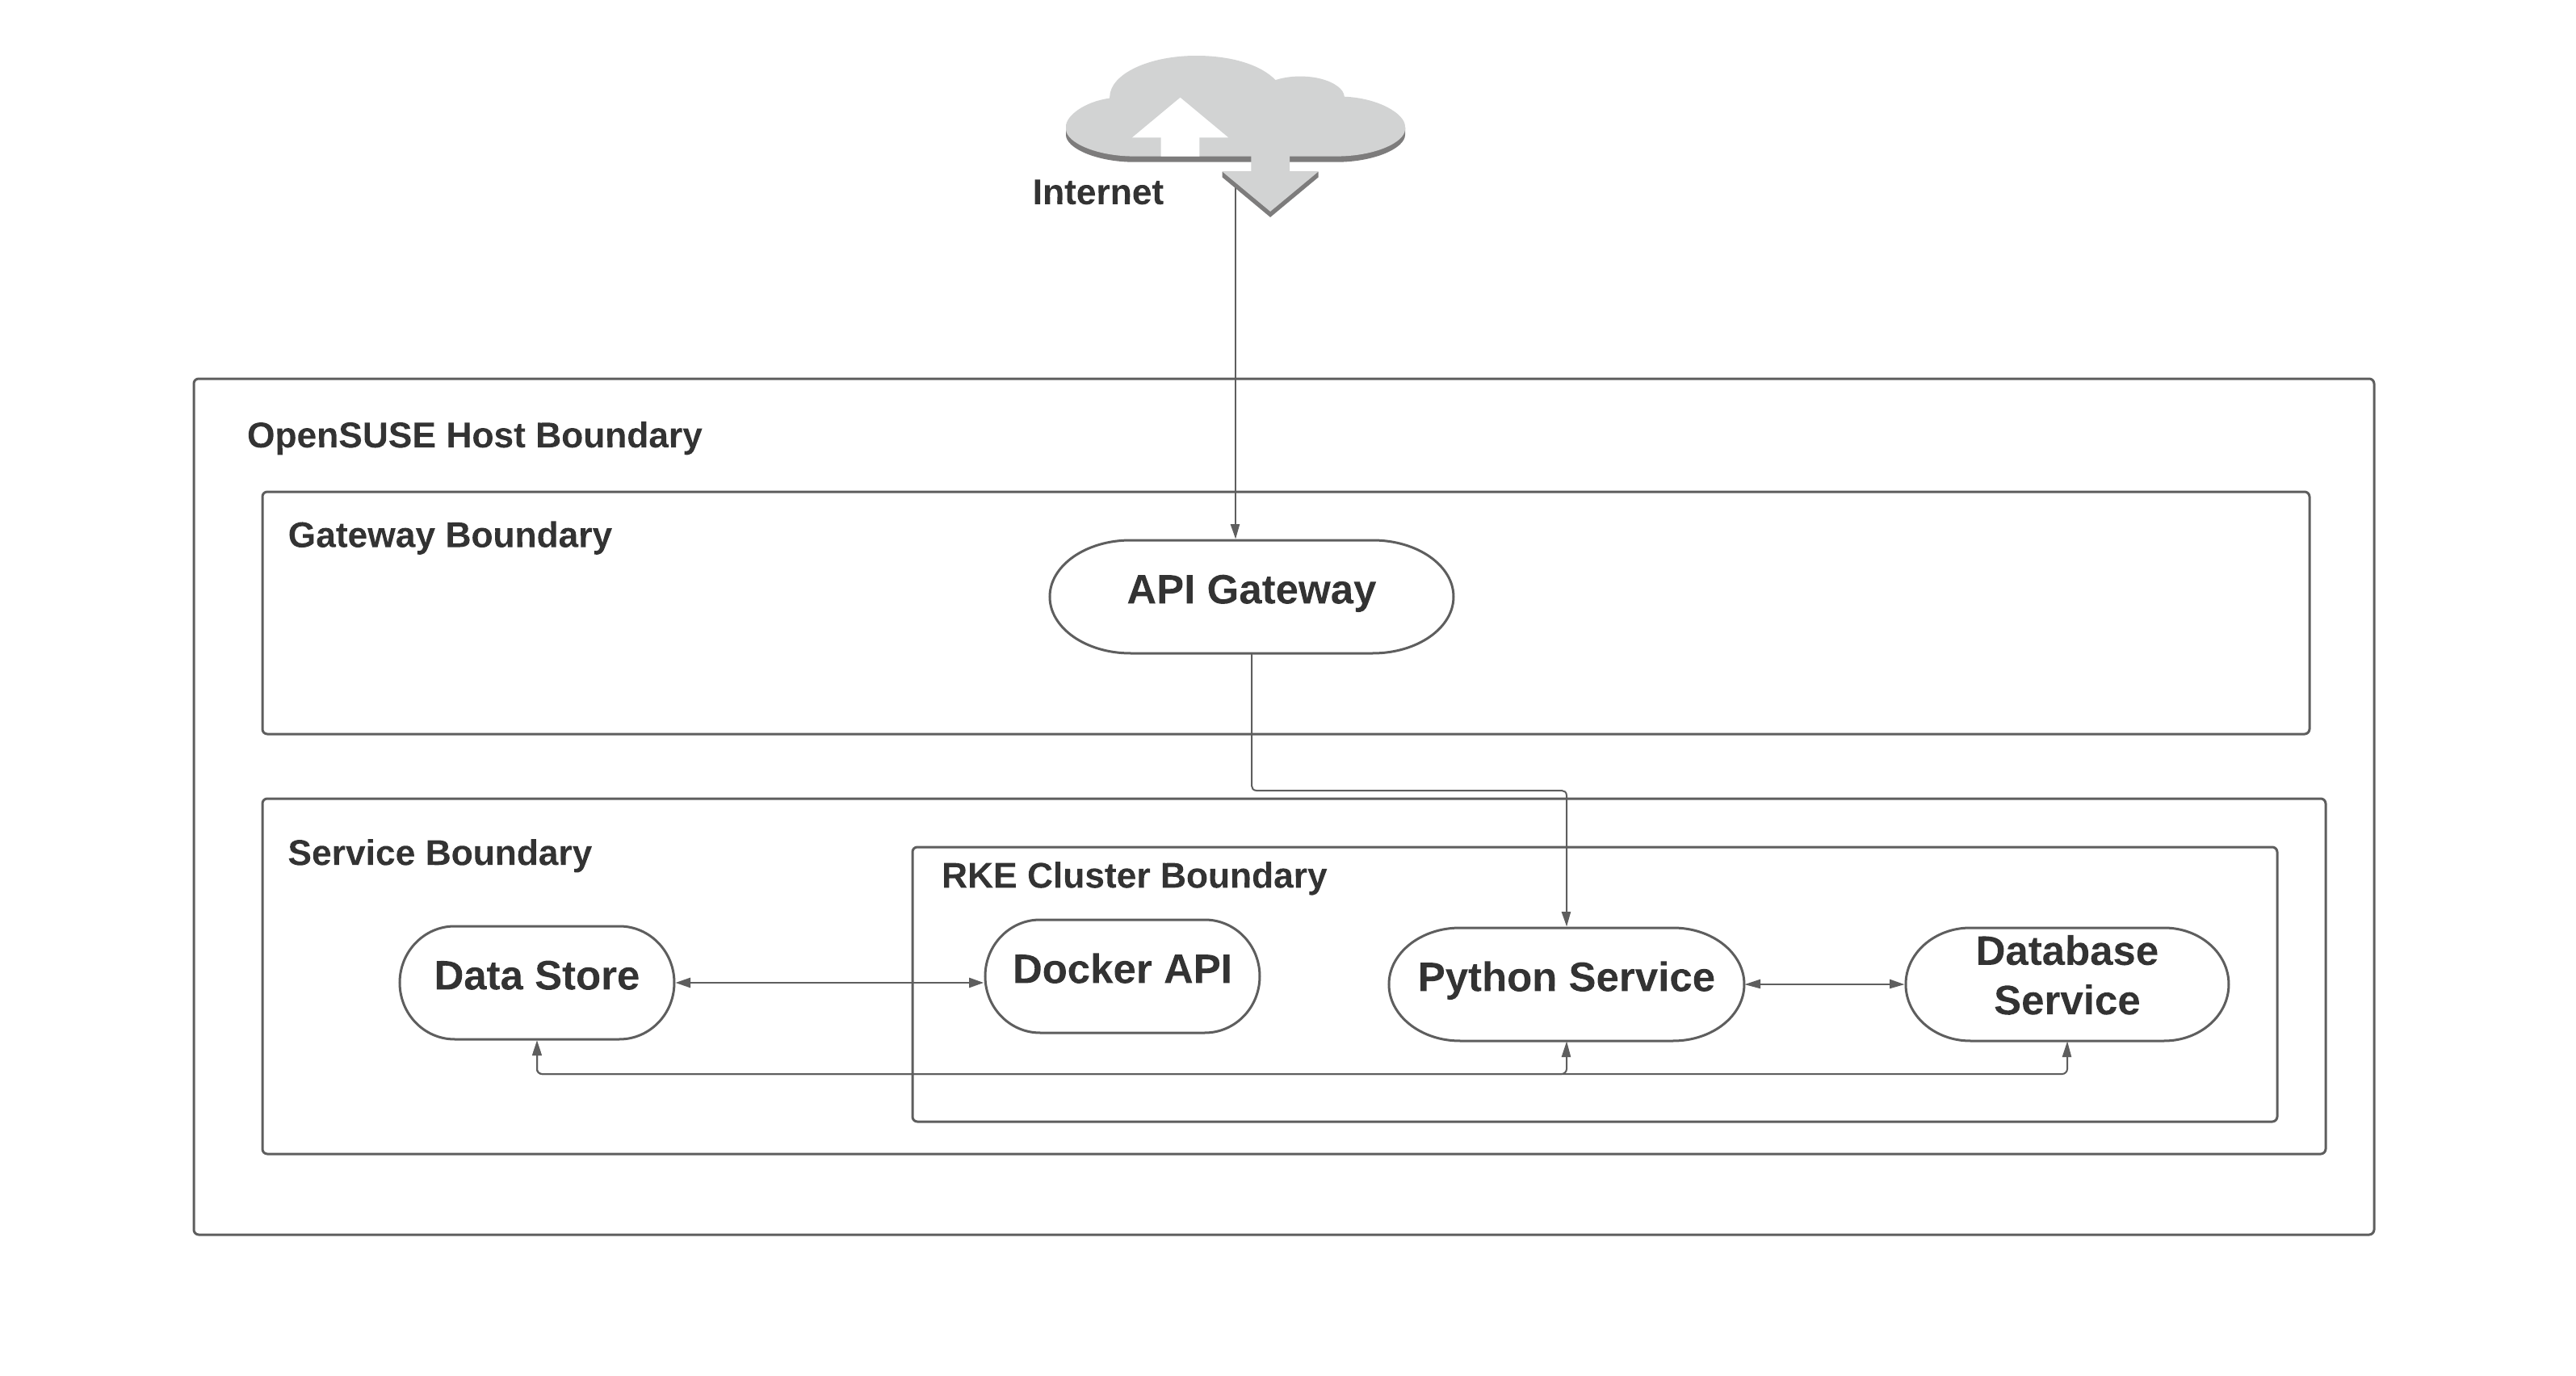 Internet
OpenSUSE Host Boundary
Gateway Boundary
API Gateway
Service Boundary
RKE Cluster Boundary
Data Store
Docker API
Python Service
Database
Service